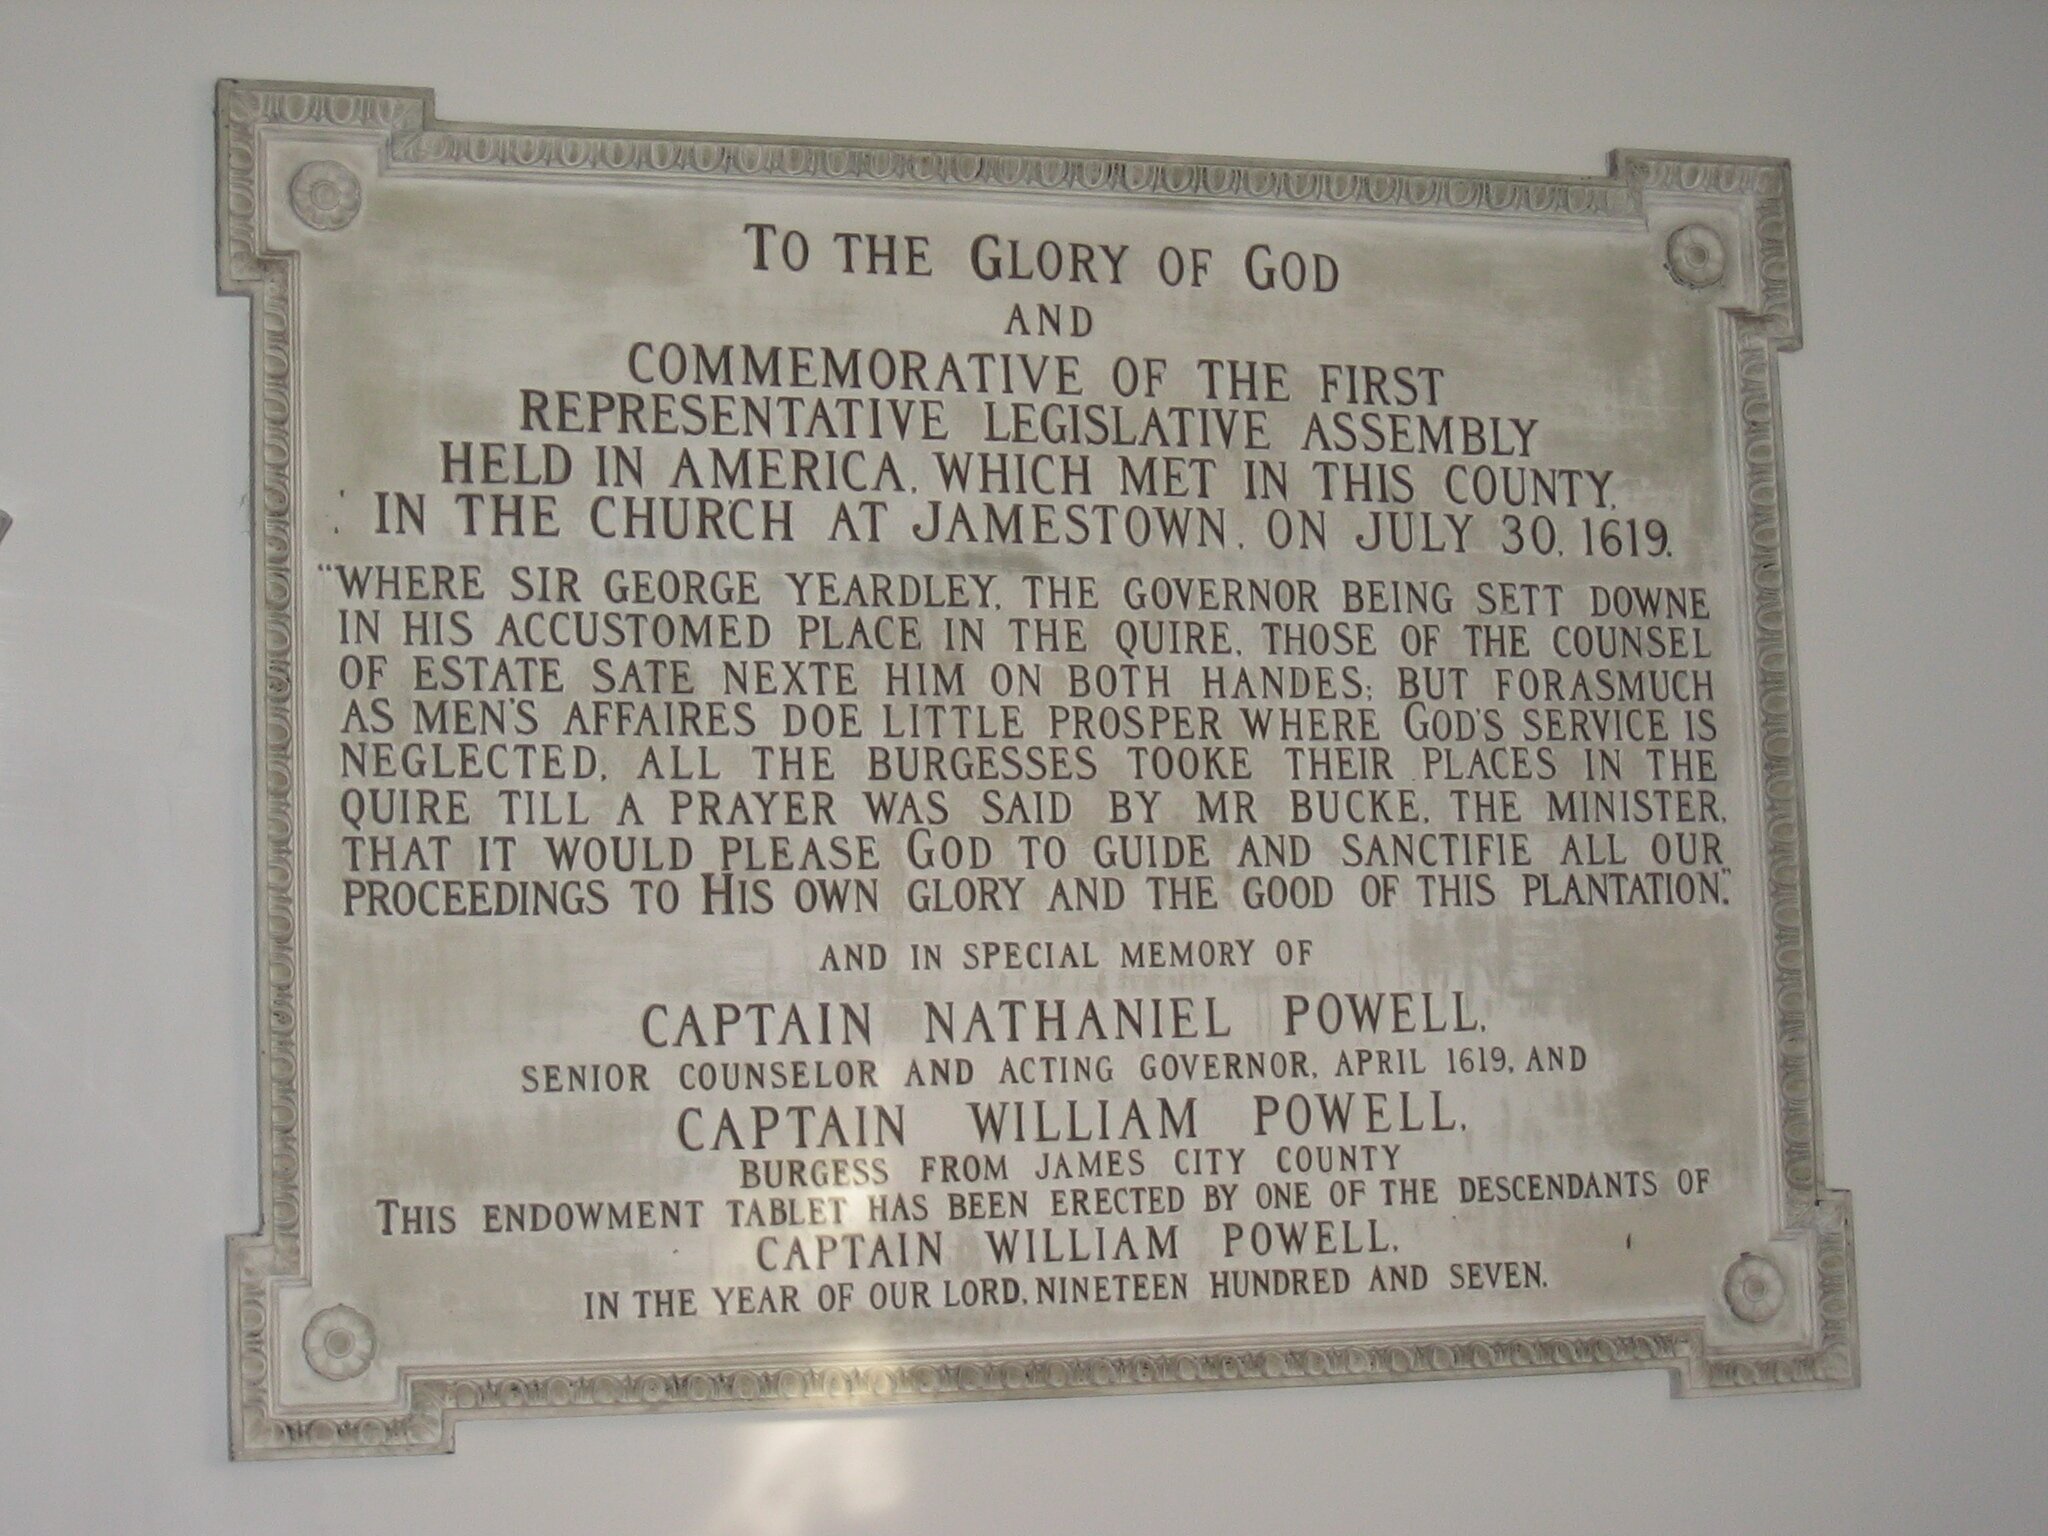 To the Glory of God
AND
COMMEMORATIVE OF THE FIRST
REPRESENTATIVE LEGISLATIVE ASSEMBLY
HELD IN AMERICA, WHICH MET IN THIS COUNTY,
IN THE CHURCH AT JAMESTOWN, ON JULY 30, 1619.
"WHERE SIR GEORGE YEARDLEY, THE GOVERNOR BEING SETT DOWNE
IN HIS ACCUSTOMED PLACE IN THE QUIRE, THOSE OF THE COUNSEL
OF ESTATE SATE NEXTE HIM ON BOTH HANDES; BUT FORASMUCH
AS MEN'S AFFAIRES DOE LITTLE PROSPER WHERE GOD'S SERVICE IS
NEGLECTED, ALL THE BURGESSES TOOKE THEIR PLACES IN THE
QUIRE TILL A PRAYER WAS SAID BY MR BUCKE, THE MINISTER,
THAT IT WOULD PLEASE GOD TO GUIDE AND SANCTIFIE ALL OUR
PROCEEDINGS TO HIS OWN GLORY AND THE GOOD OF THIS PLANTATION."
AND IN SPECIAL MEMORY OF
CAPTAIN NATHANIEL POWELL,
SENIOR COUNSELOR AND ACTING GOVERNOR, APRIL 1619, AND
CAPTAIN WILLIAM POWELL,
BURGESS FROM JAMES CITY COUNTY
THIS ENDOWMENT TABLET HAS BEEN ERECTED BY ONE OF THE DESCENDANTS OF
CAPTAIN WILLIAM POWELL,
IN THE YEAR OF OUR LORD, NINETEEN HUNDRED AND SEVEN.